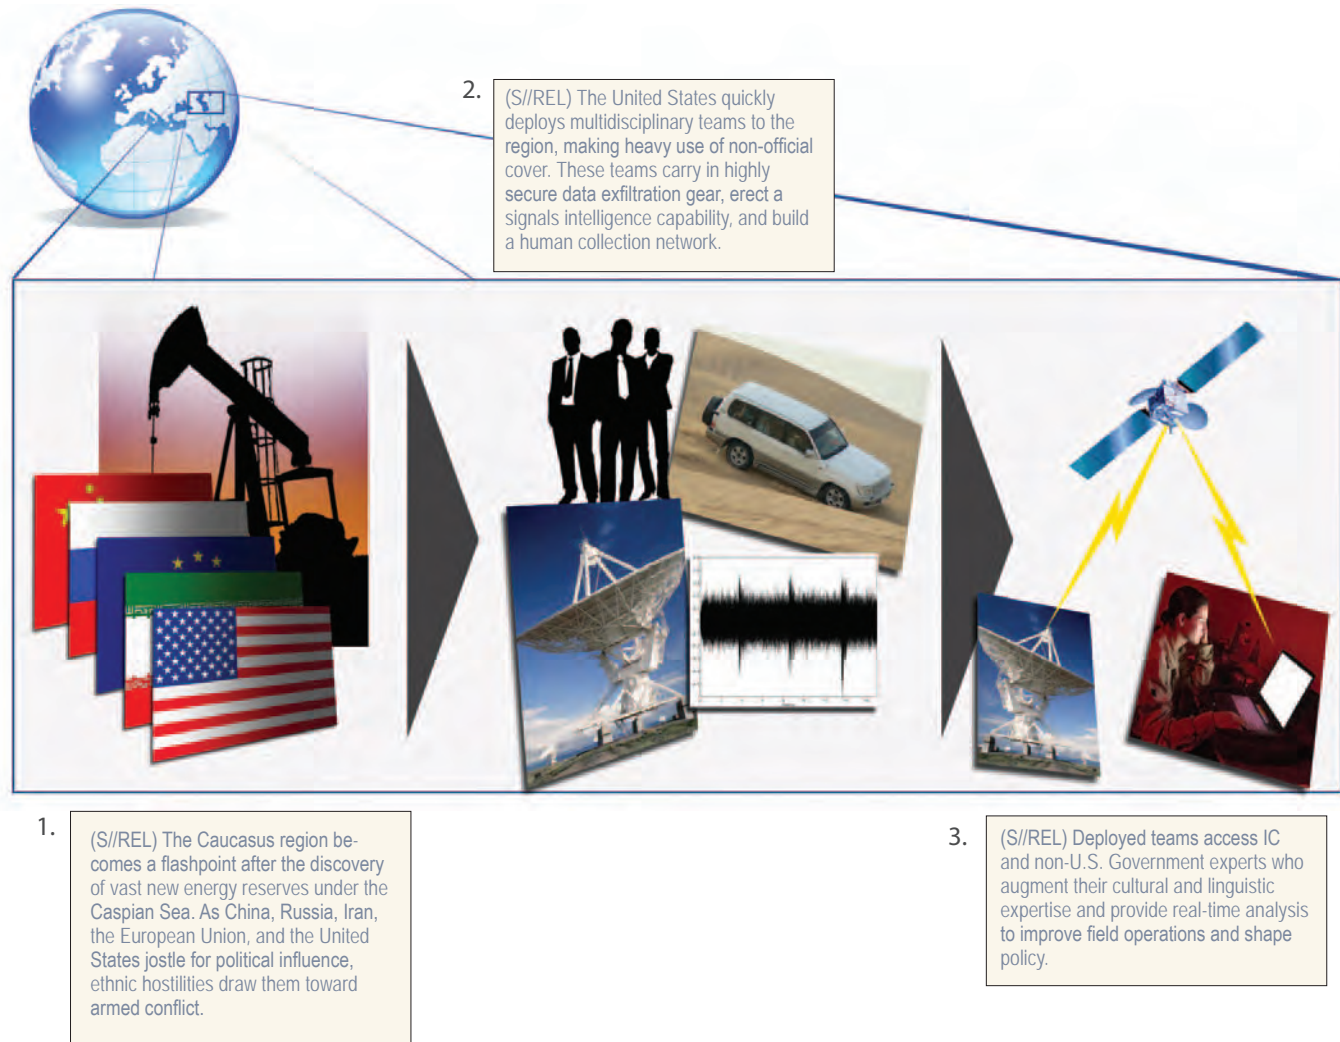 2.
(S//REL) The United States quickly
deploys multidisciplinary teams to the
region, making heavy use of non-official
cover. These teams carry in highly
secure data exfiltration gear, erect a
signals intelligence capability, and build
a human collection network.
1.
(S//REL) The Caucasus region be-
comes a flashpoint after the discovery
of vast new energy reserves under the
Caspian Sea. As China, Russia, Iran,
the European Union, and the United
States jostle for political influence,
ethnic hostilities draw them toward
armed conflict.
3.
(S//REL) Deployed teams access IC
and non-U.S. Government experts who
augment their cultural and linguistic
expertise and provide real-time analysis
to improve field operations and shape
policy.